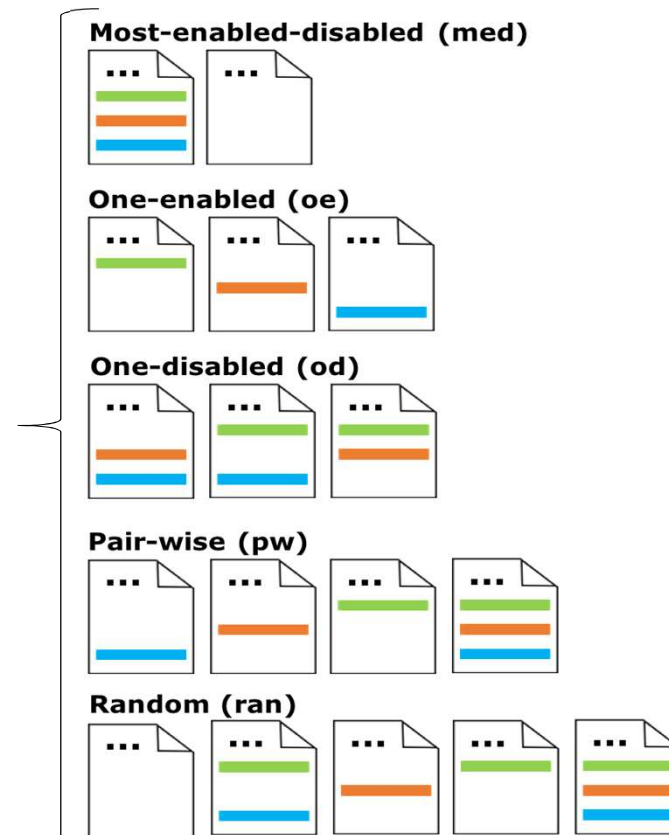 Most-enabled-disabled (med)
... ...
One-enabled (oe)
... ... ...
One-disabled (od)
... ... ...
Pair-wise (pw)
... ... ... ...
Random (ran)
... ... ... ... ...